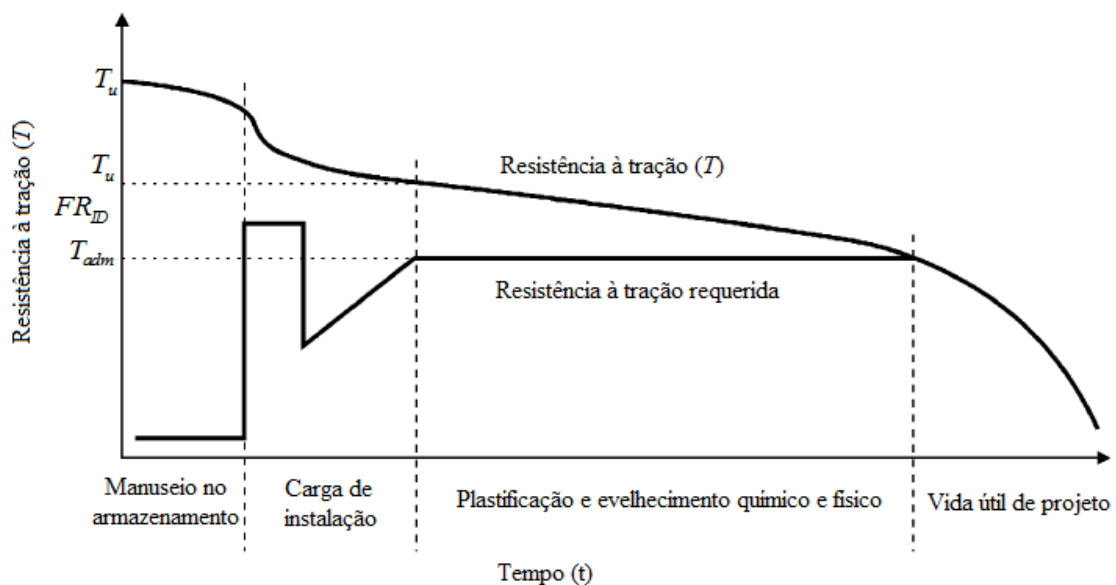 T_u
Resistência à tração (T)
T_u
FR_ID
T_adm
Resistência à tração (T)
Resistência à tração requerida
Manuseio no
armazenamento
Carga de
instalação
Plastificação e evelhecimento químico e físico
Vida útil de projeto
Tempo (t)